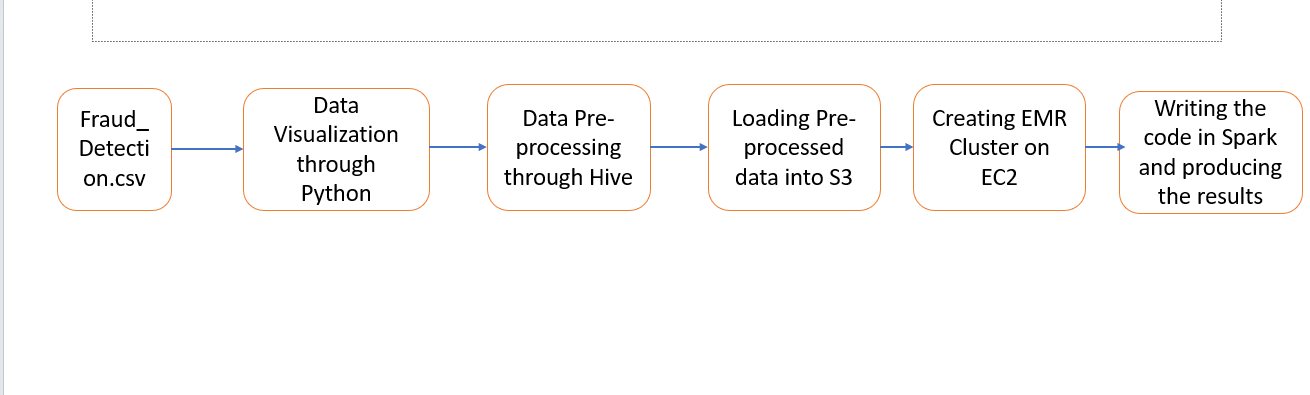 Fraud_
Detecti
on.csv
Data
Visualization
through
Python
Data Pre-
processing
through Hive
Loading Pre-
processed
data into S3
Creating EMR
Cluster on
EC2
Writing the
code in Spark
and producing
the results